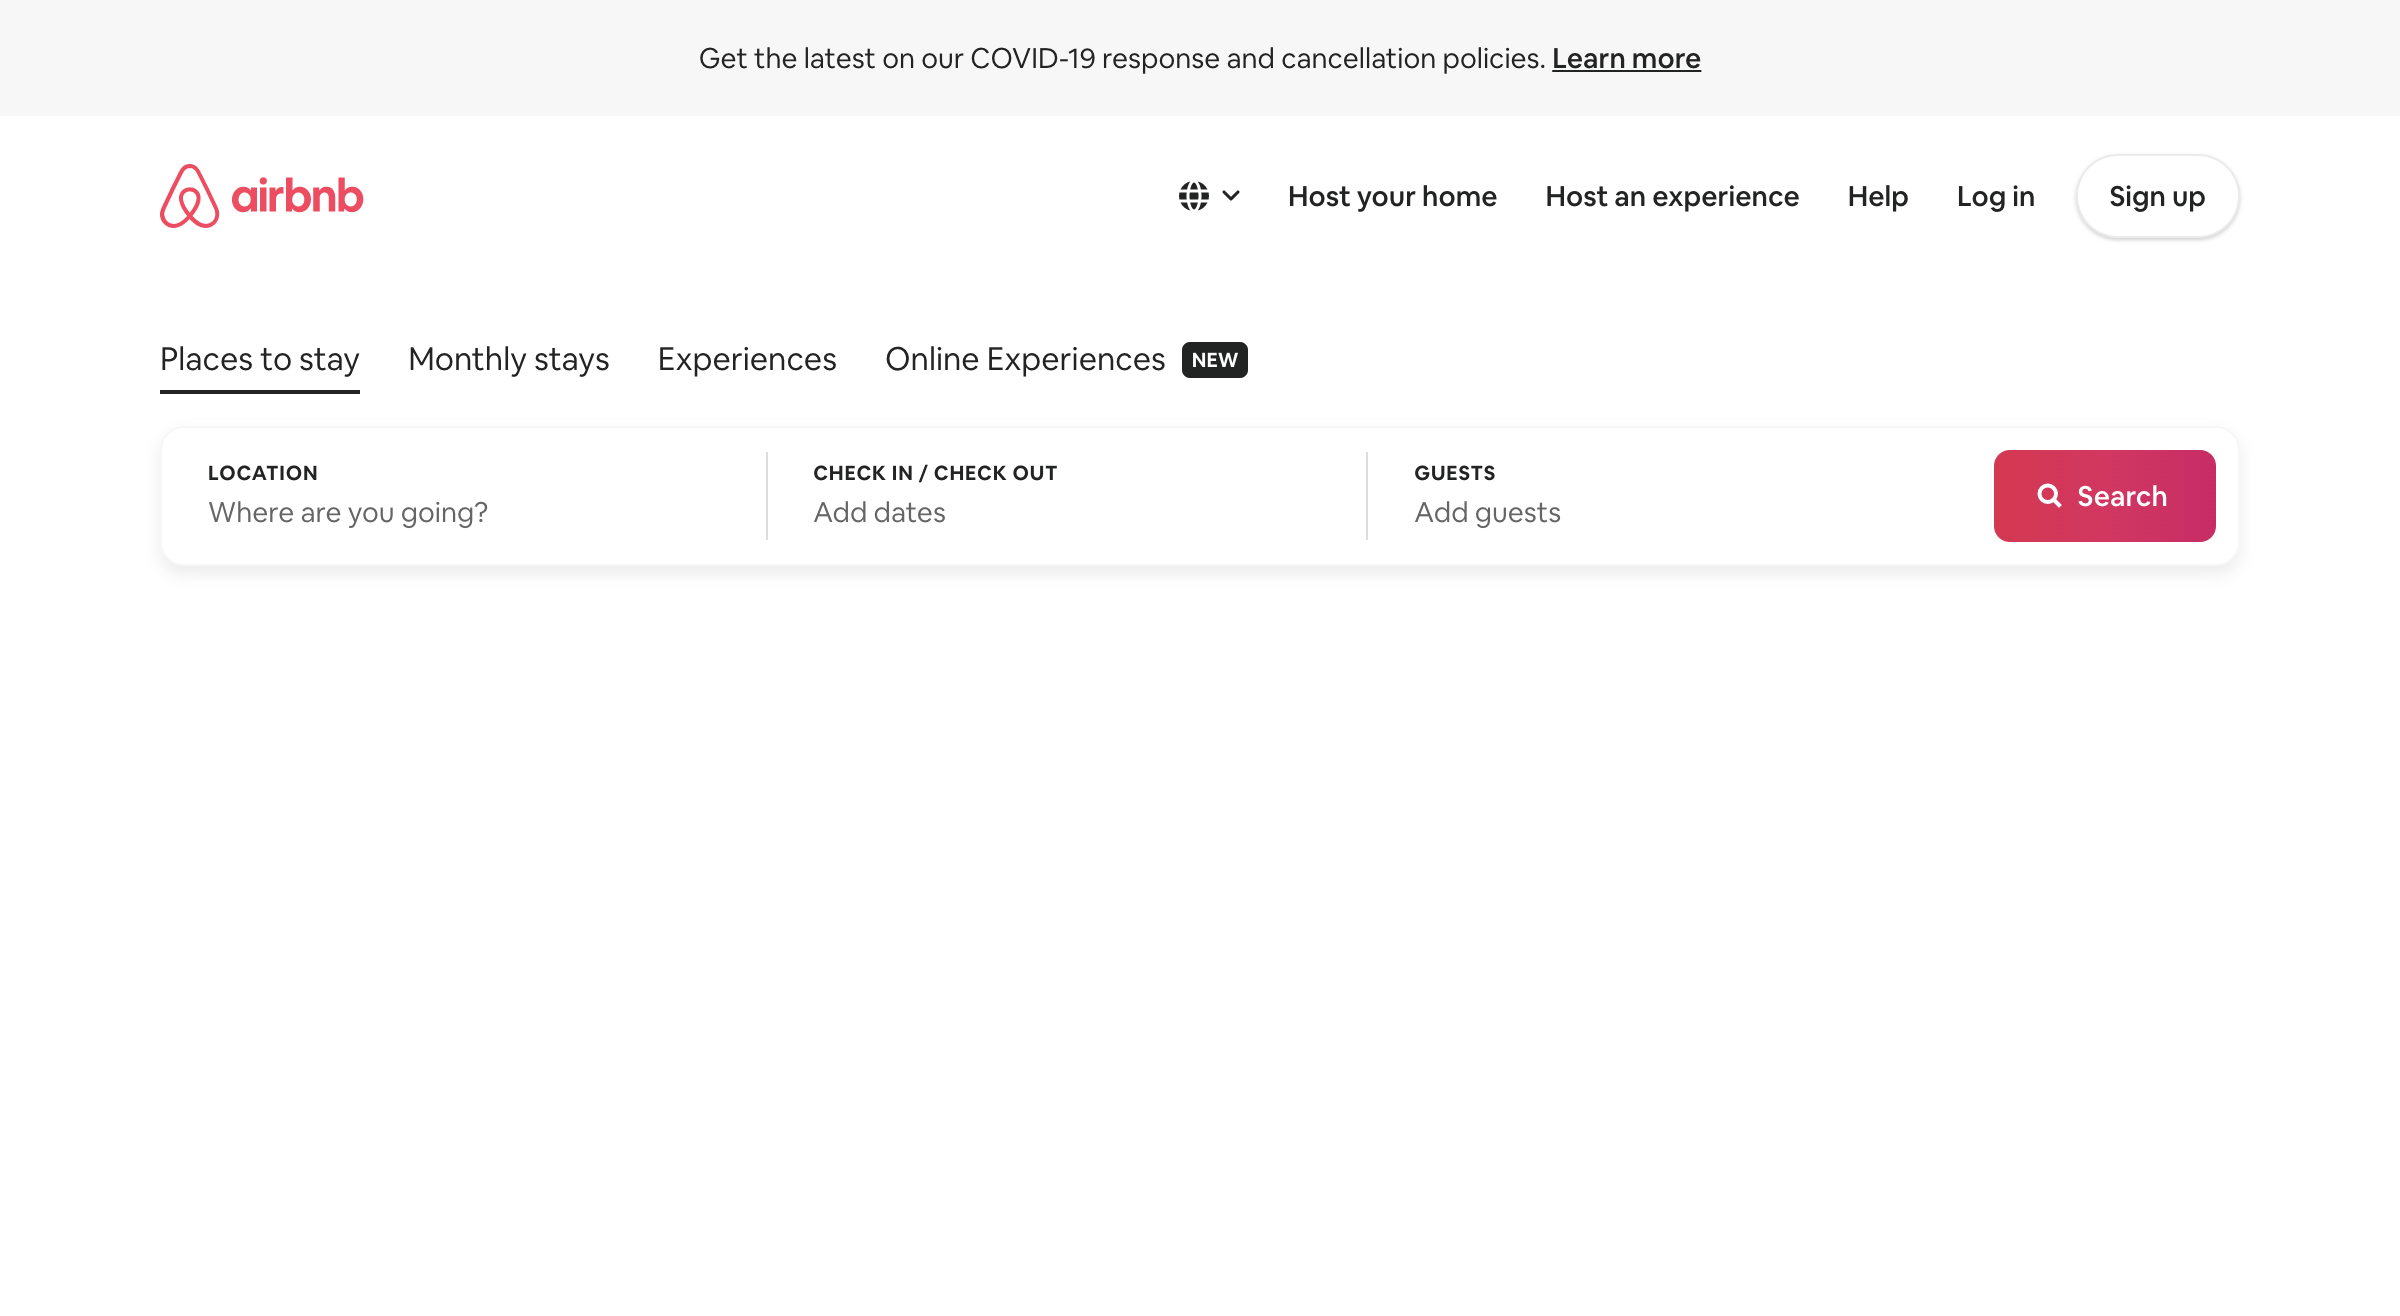 Get the latest on our COVID-19 response and cancellation policies. Learn more
airbnb
Host your home
Host an experience
Help
Log in
Sign up
Places to stay
Monthly stays
Experiences
Online Experiences NEW
LOCATION
Where are you going?
CHECK IN / CHECK OUT
Add dates
GUESTS
Add guests
Search